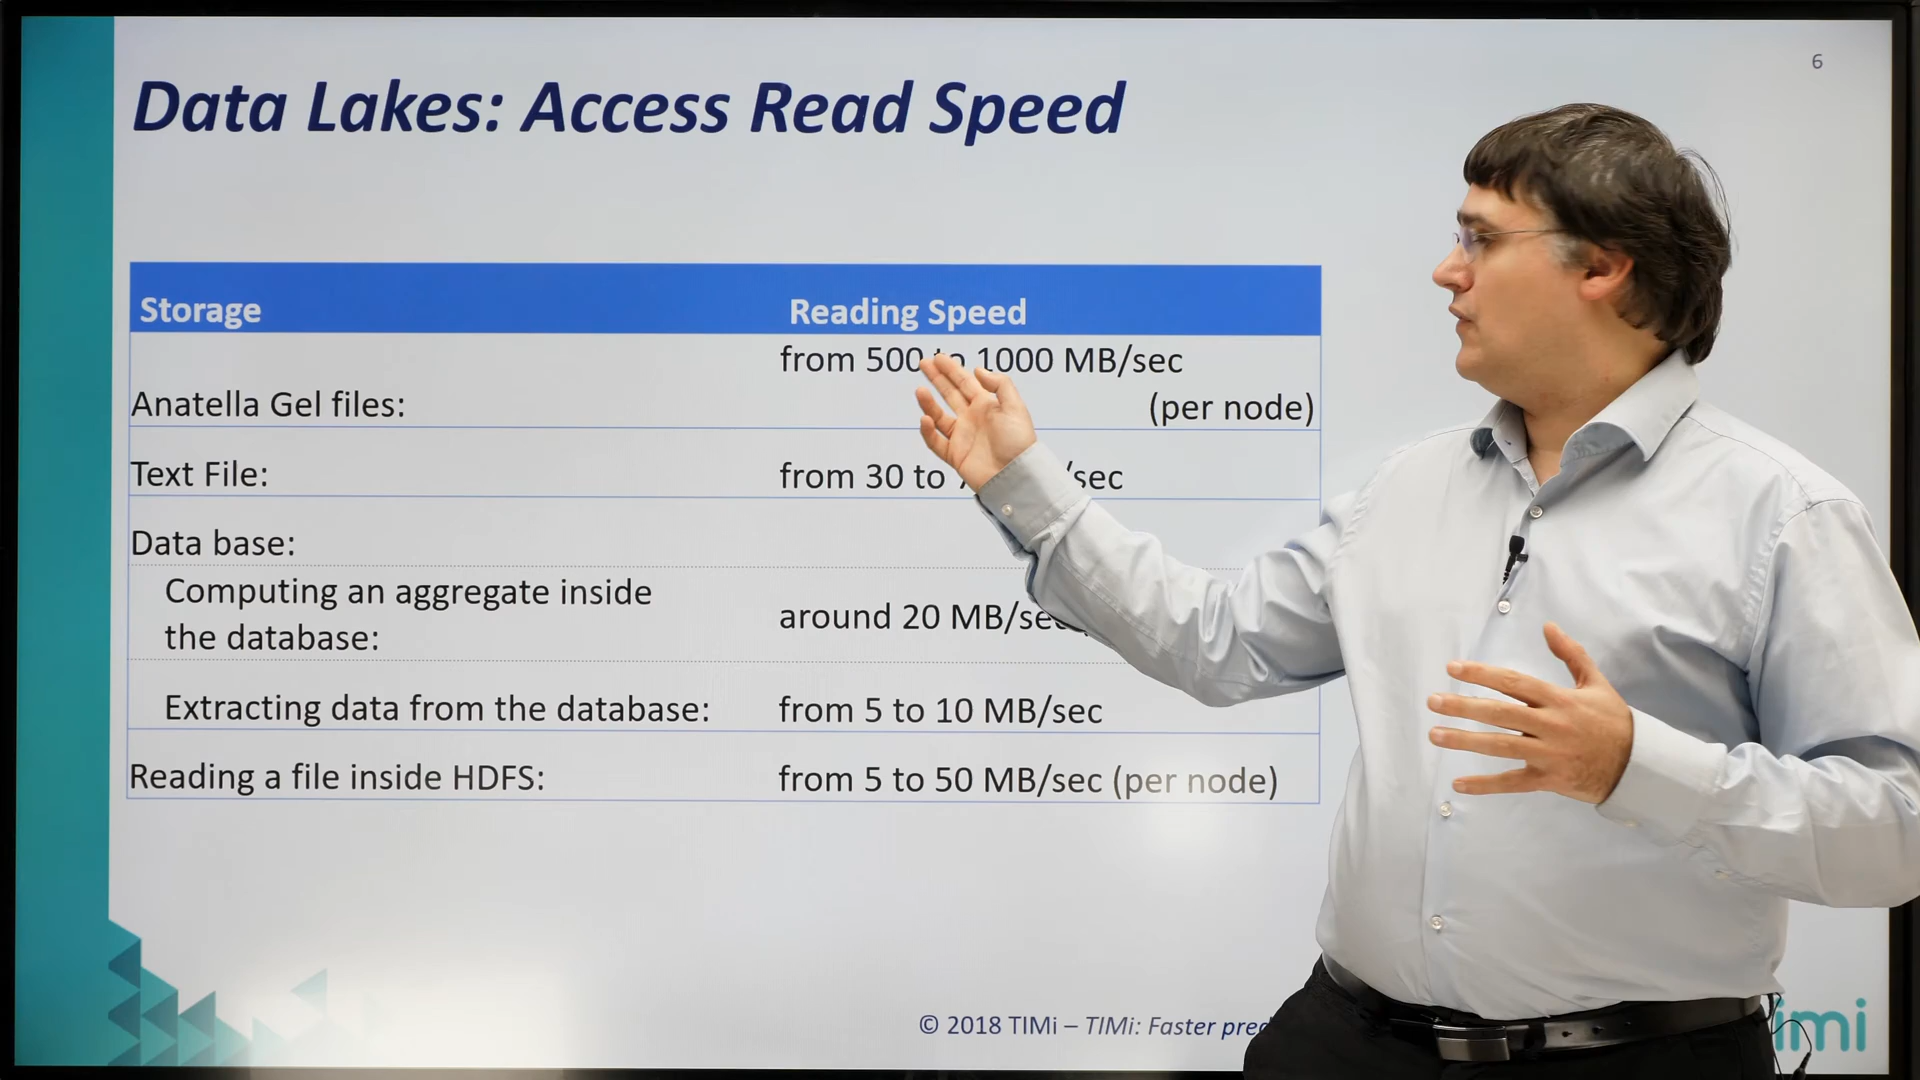 6
Data Lakes: Access Read Speed
Storage
Reading Speed
from 500 to 1000 MB/sec
Anatella Gel files:
(per node)
Text File:
from 30 to /sec
Data base:
Computing an aggregate inside
the database:
around 20 MB/sec
Extracting data from the database:
from 5 to 10 MB/sec
Reading a file inside HDFS:
from 5 to 50 MB/sec (per node)
© 2018 TIMi – TIMi: Faster
imi